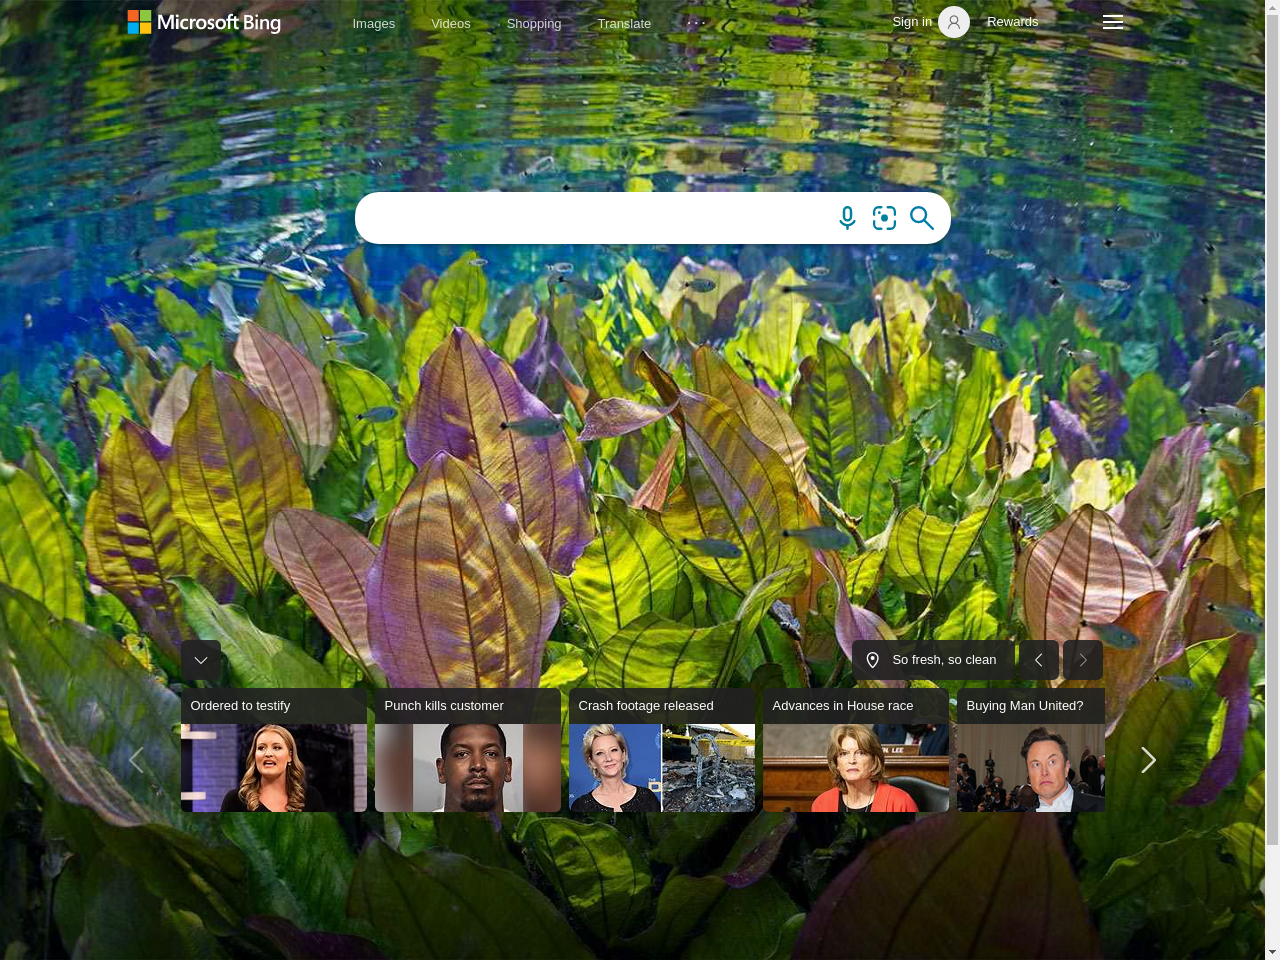 Microsoft Bing
Images
Videos
Shopping
Translate
Sign in
Rewards
So fresh, so clean
Ordered to testify
Punch kills customer
Crash footage released
Advances in House race
Buying Man United?